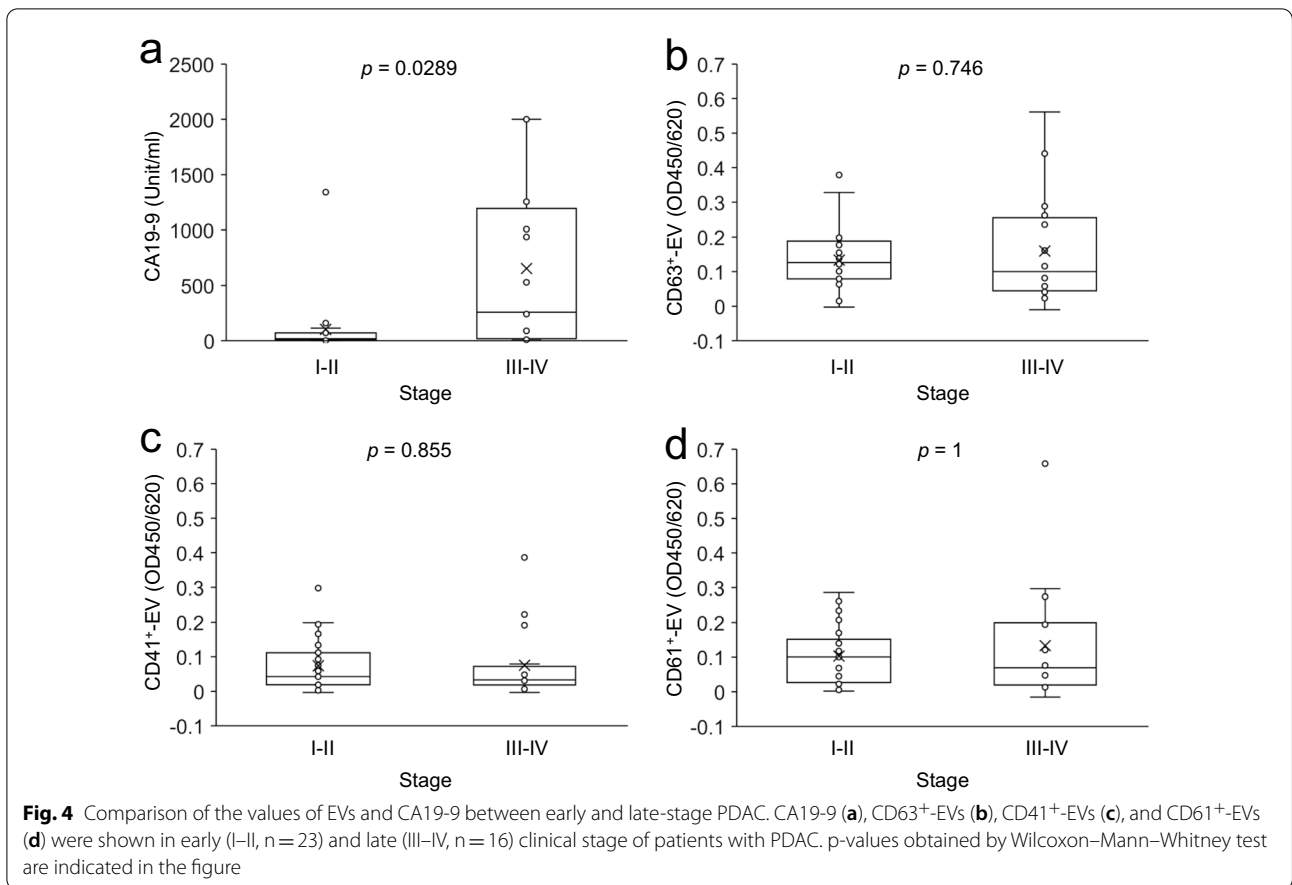 a
p = 0.0289
2500
2000
1500
1000
500
0
CA19-9 (Unit/ml)
I-II
III-IV
Stage
b
p = 0.746
0.7
0.6
0.5
0.4
0.3
0.2
0.1
0
-0.1
CD63⁺-EV (OD450/620)
I-II
III-IV
Stage
c
p = 0.855
0.7
0.6
0.5
0.4
0.3
0.2
0.1
0
-0.1
CD41⁺-EV (OD450/620)
I-II
III-IV
Stage
d
p = 1
0.7
0.6
0.5
0.4
0.3
0.2
0.1
0
-0.1
CD61⁺-EV (OD450/620)
I-II
III-IV
Stage
Fig. 4 Comparison of the values of EVs and CA19-9 between early and late-stage PDAC. CA19-9 (a), CD63⁺-EVs (b), CD41⁺-EVs (c), and CD61⁺-EVs
(d) were shown in early (I–II, n = 23) and late (III–IV, n = 16) clinical stage of patients with PDAC. p-values obtained by Wilcoxon–Mann–Whitney test
are indicated in the figure